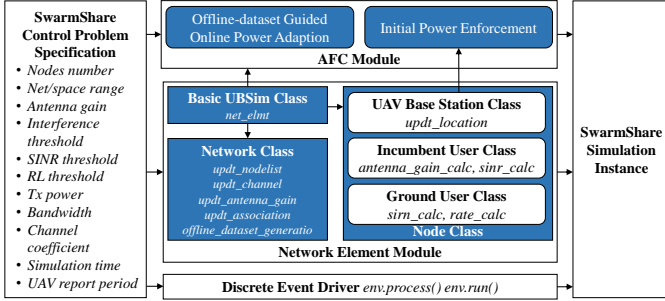 SwarmShare
Control Problem
Specification
• Nodes number
• Net/space range
• Antenna gain
• Interference
threshold
• SINR threshold
• RL threshold
• Tx power
• Bandwidth
• Channel
coefficient
• Simulation time
• UAV report period
Offline-dataset Guided
Online Power Adaption
Initial Power Enforcement
AFC Module
Basic UBSim Class
net_elmt
Network Class
updt_nodelist
updt_channel
updt_antenna_gain
updt_association
offline_dataset_generatio
UAV Base Station Class
updt_location
Incumbent User Class
antenna_gain_calc, sinr_calc
Ground User Class
sirn_calc, rate_calc
Node Class
Network Element Module
Discrete Event Driver env.process() env.run()
SwarmShare
Simulation
Instance